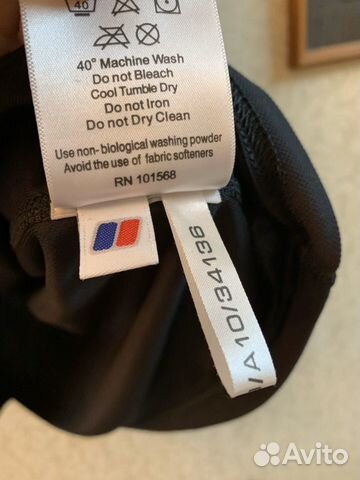 40
40° Machine Wash
Do not Bleach
Cool Tumble Dry
Do not Iron
Do not Dry Clean
Use non-biological washing powder
Avoid the use of fabric softeners
RN 101568
/A10/34136
Avito